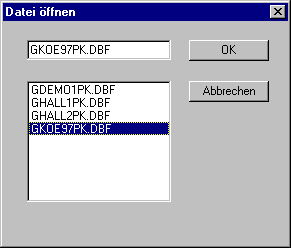 Datei öffnen
GKOE97PK.DBF
OK
GDEMO1PK.DBF
GHALL1PK.DBF
GHALL2PK.DBF
GKOE97PK.DBF
Abbrechen